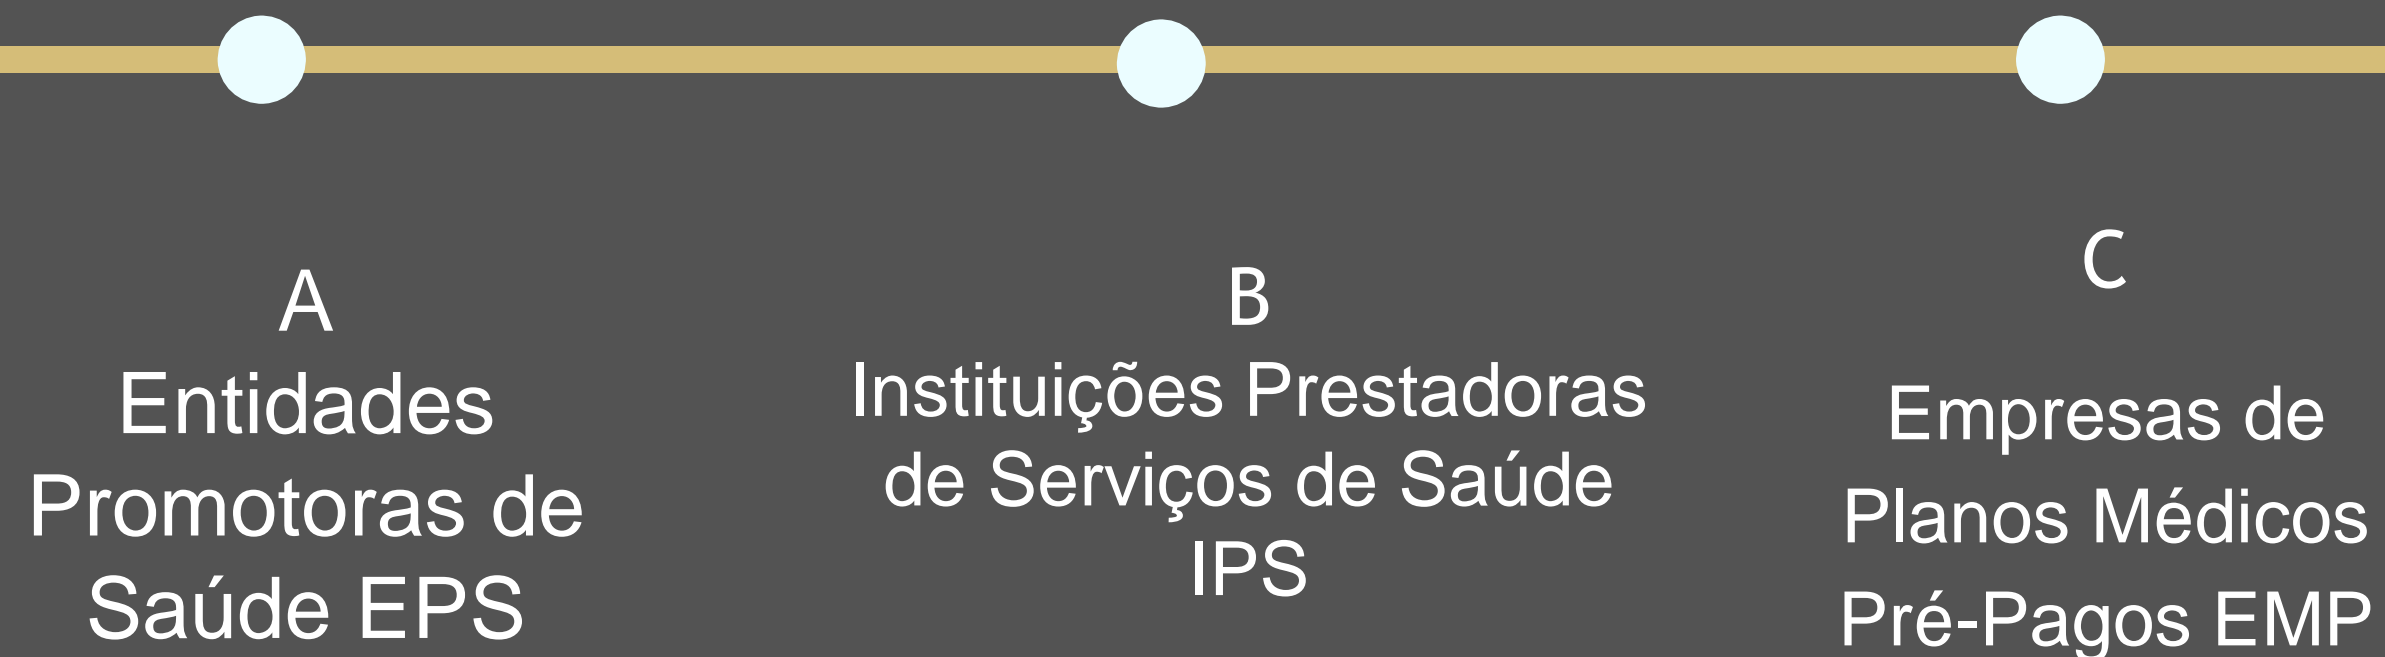 A
Entidades
Promotoras de
Saúde EPS
B
Instituições Prestadoras
de Serviços de Saúde
IPS
C
Empresas de
Planos Médicos
Pré-Pagos EMP